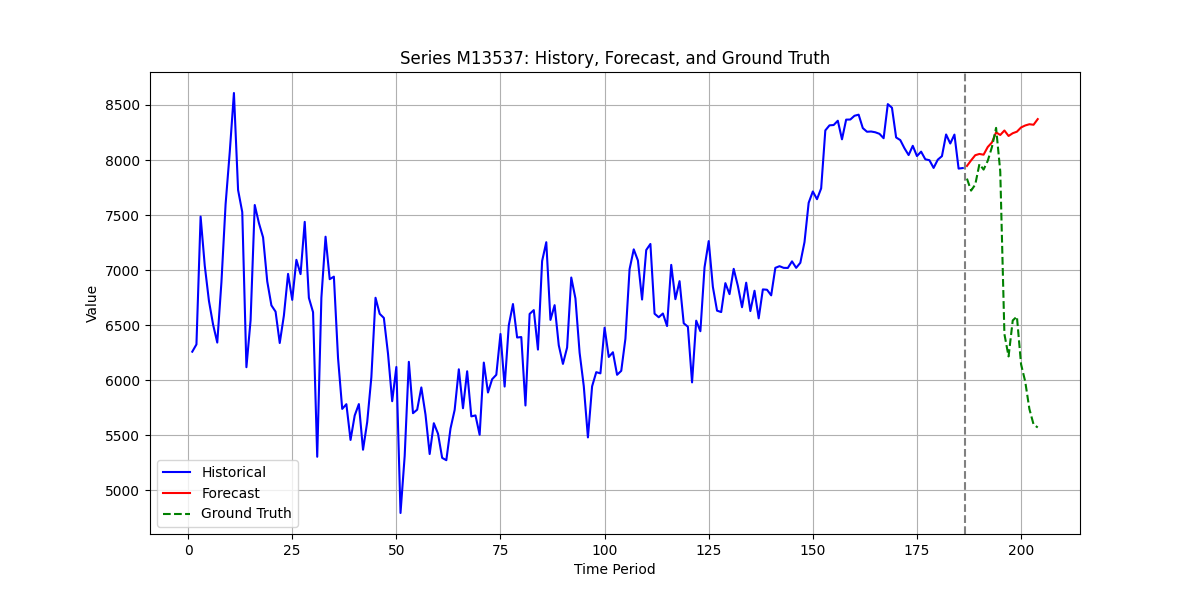 Series M13537: History, Forecast, and Ground Truth
Value
8500
8000
7500
7000
6500
6000
5500
5000
Historical
Forecast
Ground Truth
0 25 50 75 100 125 150 175 200
Time Period